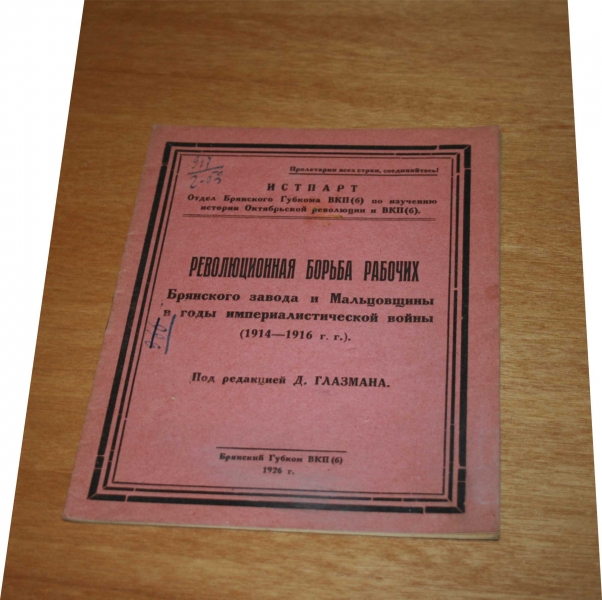 Пролетарии всех стран, соединяйтесь!
ИСТПАРТ
Отдел Брянского Губкома ВКП(б) по изучению
истории Октябрьской революции и ВКП(б).
РЕВОЛЮЦИОННАЯ БОРЬБА РАБОЧИХ
Брянского завода и Мальцовщины
в годы империалистической войны
(1914—1916 г. г.).
Под редакцией Д. ГЛАЗМАНА.
Брянский Губком ВКП(б)
1926 г.